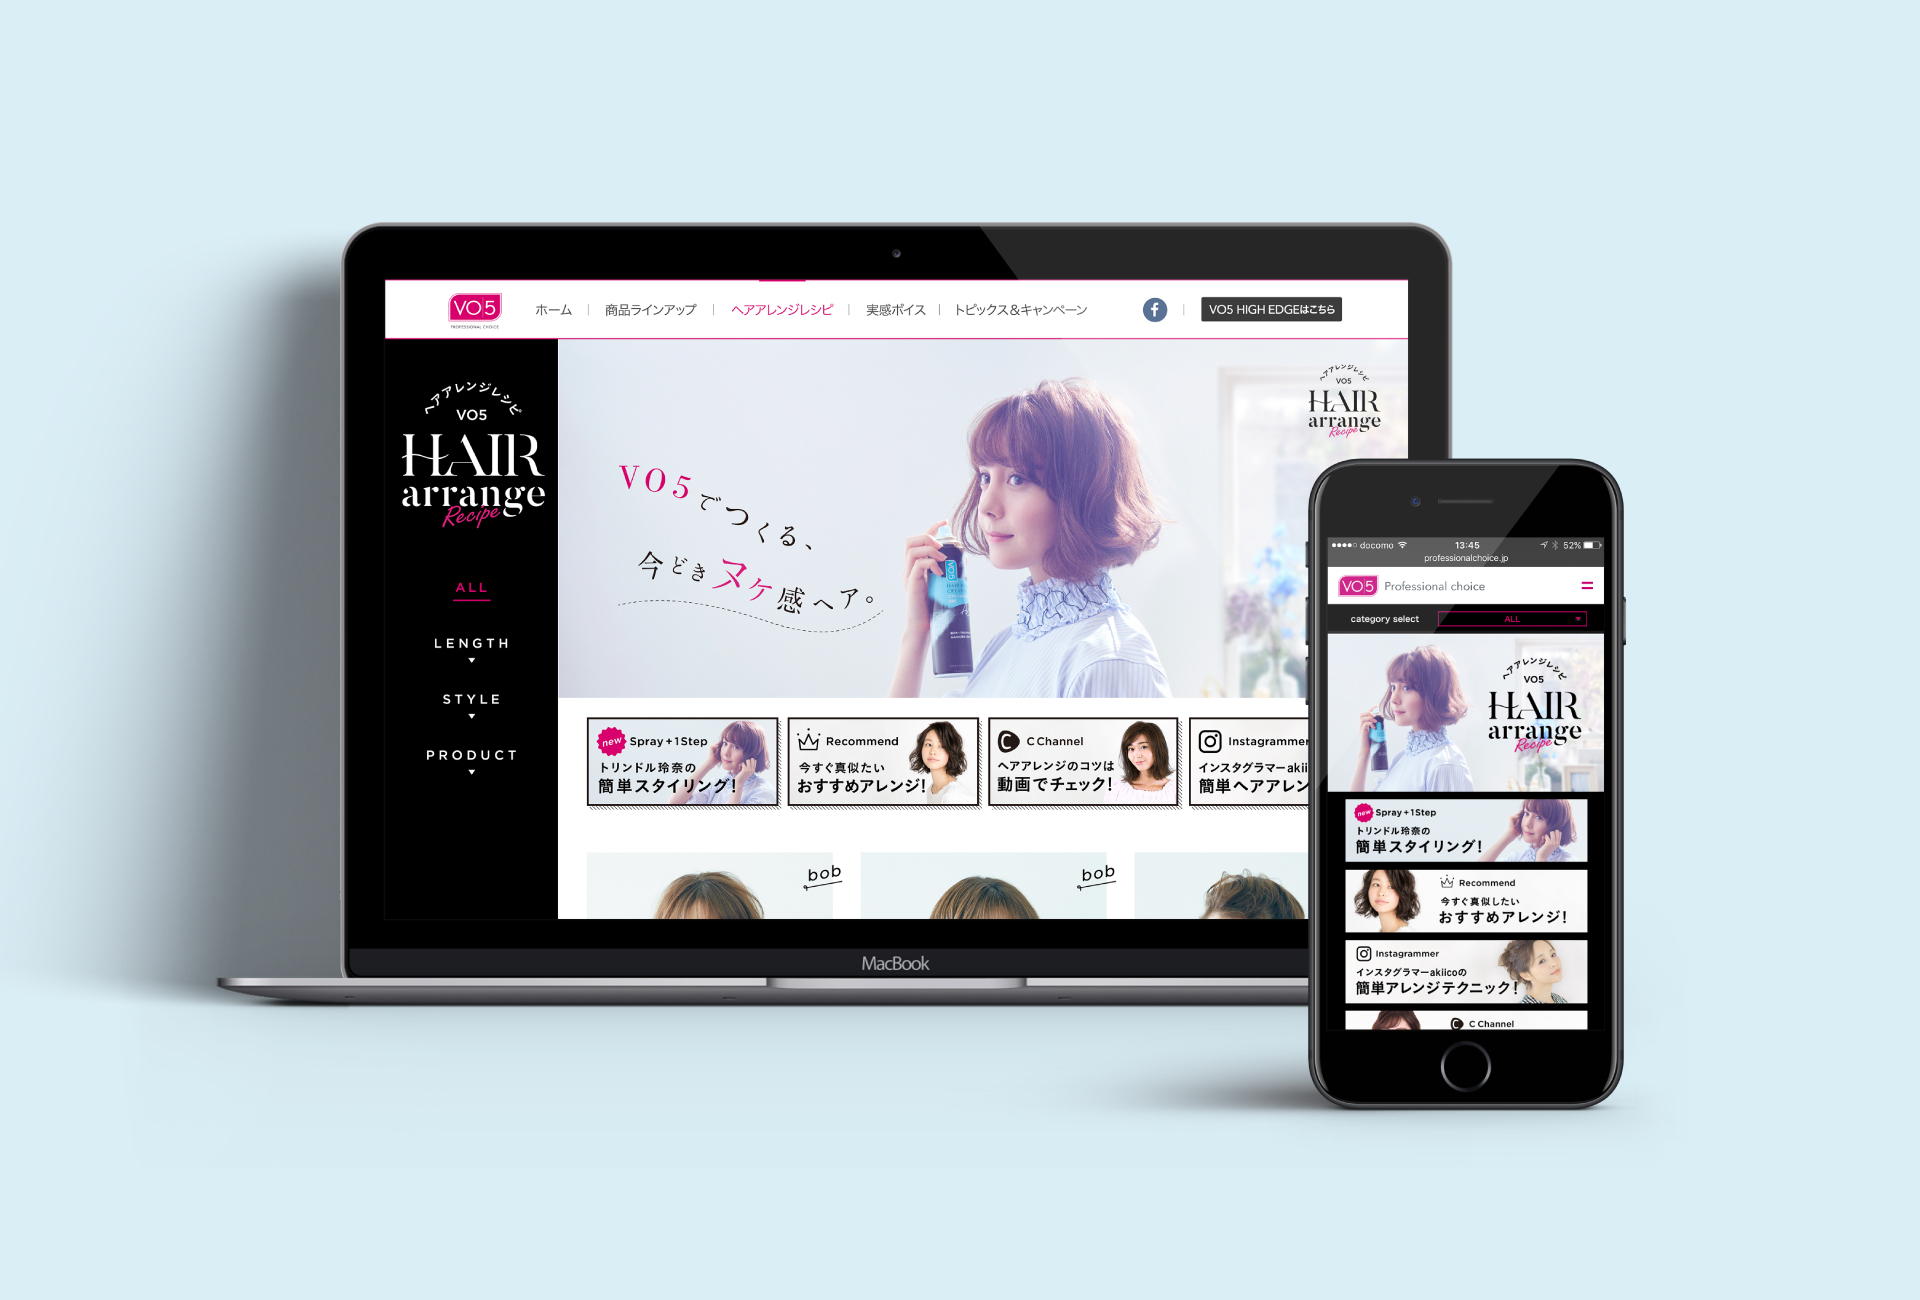 VO5
PROFESSIONAL CHOICE
ホーム
商品ラインアップ
ヘアアレンジレシピ
実感ボイス
トピックス&キャンペーン
VO5 HIGH EDGEはこちら
ヘアアレンジレシピ
VO5
HAIR
arrange
Recipe
ALL
LENGTH
STYLE
PRODUCT
VO5でつくる、
今どきヌケ感ヘア。
VO5
ヘアアレンジレシピ
VO5
HAIR
arrange
Recipe
new Spray+1Step
トリンドル玲奈の
簡単スタイリング!
Recommend
今すぐ真似たい
おすすめアレンジ!
C Channel
ヘアアレンジのコツは
動画でチェック!
Instagrammer
インスタグラマーakii
簡単ヘアアレン
bob
bob
MacBook
docomo 13:45 52%
professionalchoice.jp
VO5 Professional choice
category select ALL
ヘアアレンジレシピ
VO5
HAIR
arrange
Recipe
new Spray+1Step
トリンドル玲奈の
簡単スタイリング!
Recommend
今すぐ真似したい
おすすめアレンジ!
Instagrammer
インスタグラマーakiicoの
簡単アレンジテクニック!
C Channel